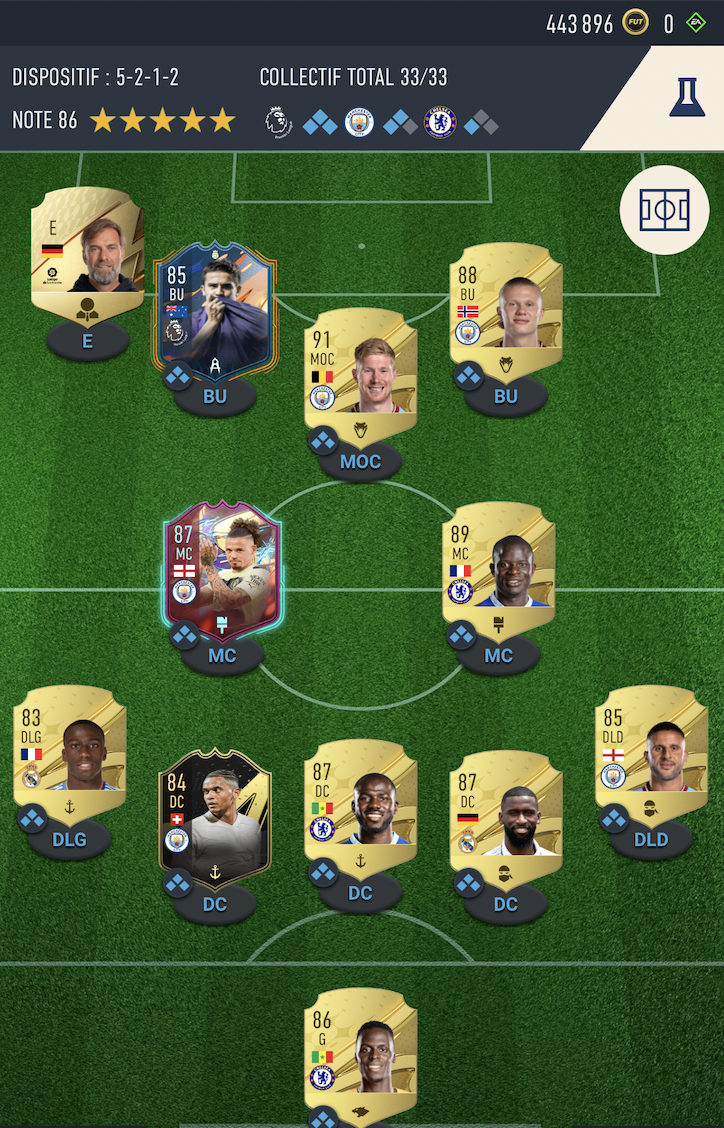 443 896 FUT 0 EA
DISPOSITIF : 5-2-1-2
COLLECTIF TOTAL 33/33
NOTE 86
E
E
85
BU
BU
88
BU
BU
91
MOC
MOC
87
MC
MC
89
MC
MC
83
DLG
DLG
84
DC
DC
87
DC
DC
87
DC
DC
85
DLD
DLD
86
G